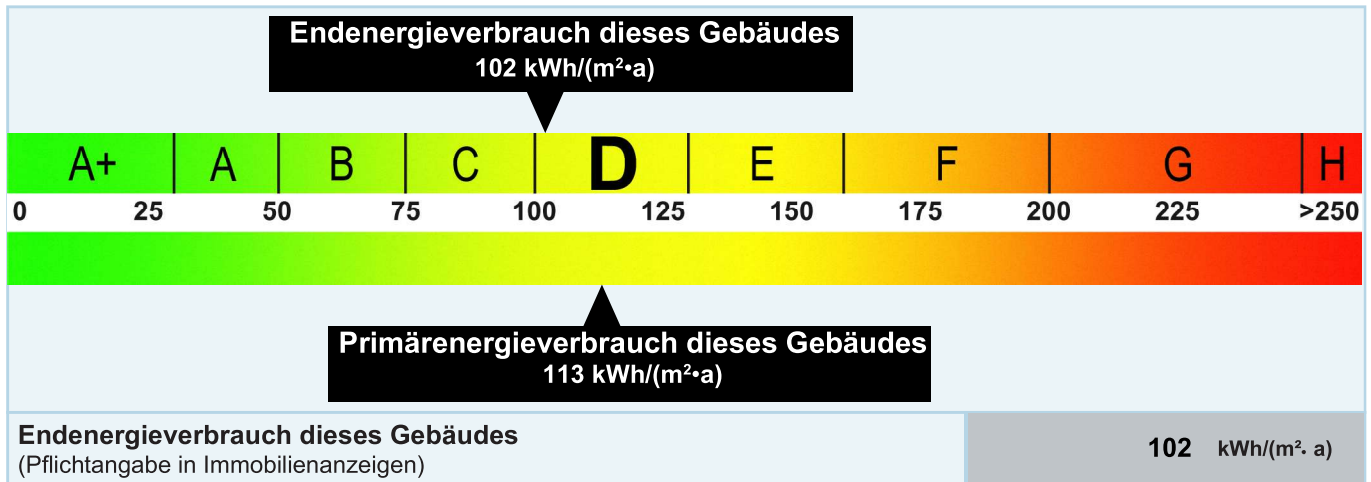 Endenergieverbrauch dieses Gebäudes
102 kWh/(m²•a)
A+ A B C D E F G H
0 25 50 75 100 125 150 175 200 225 >250
Primärenergieverbrauch dieses Gebäudes
113 kWh/(m²•a)
Endenergieverbrauch dieses Gebäudes
(Pflichtangabe in Immobilienanzeigen)
102 kWh/(m²· a)